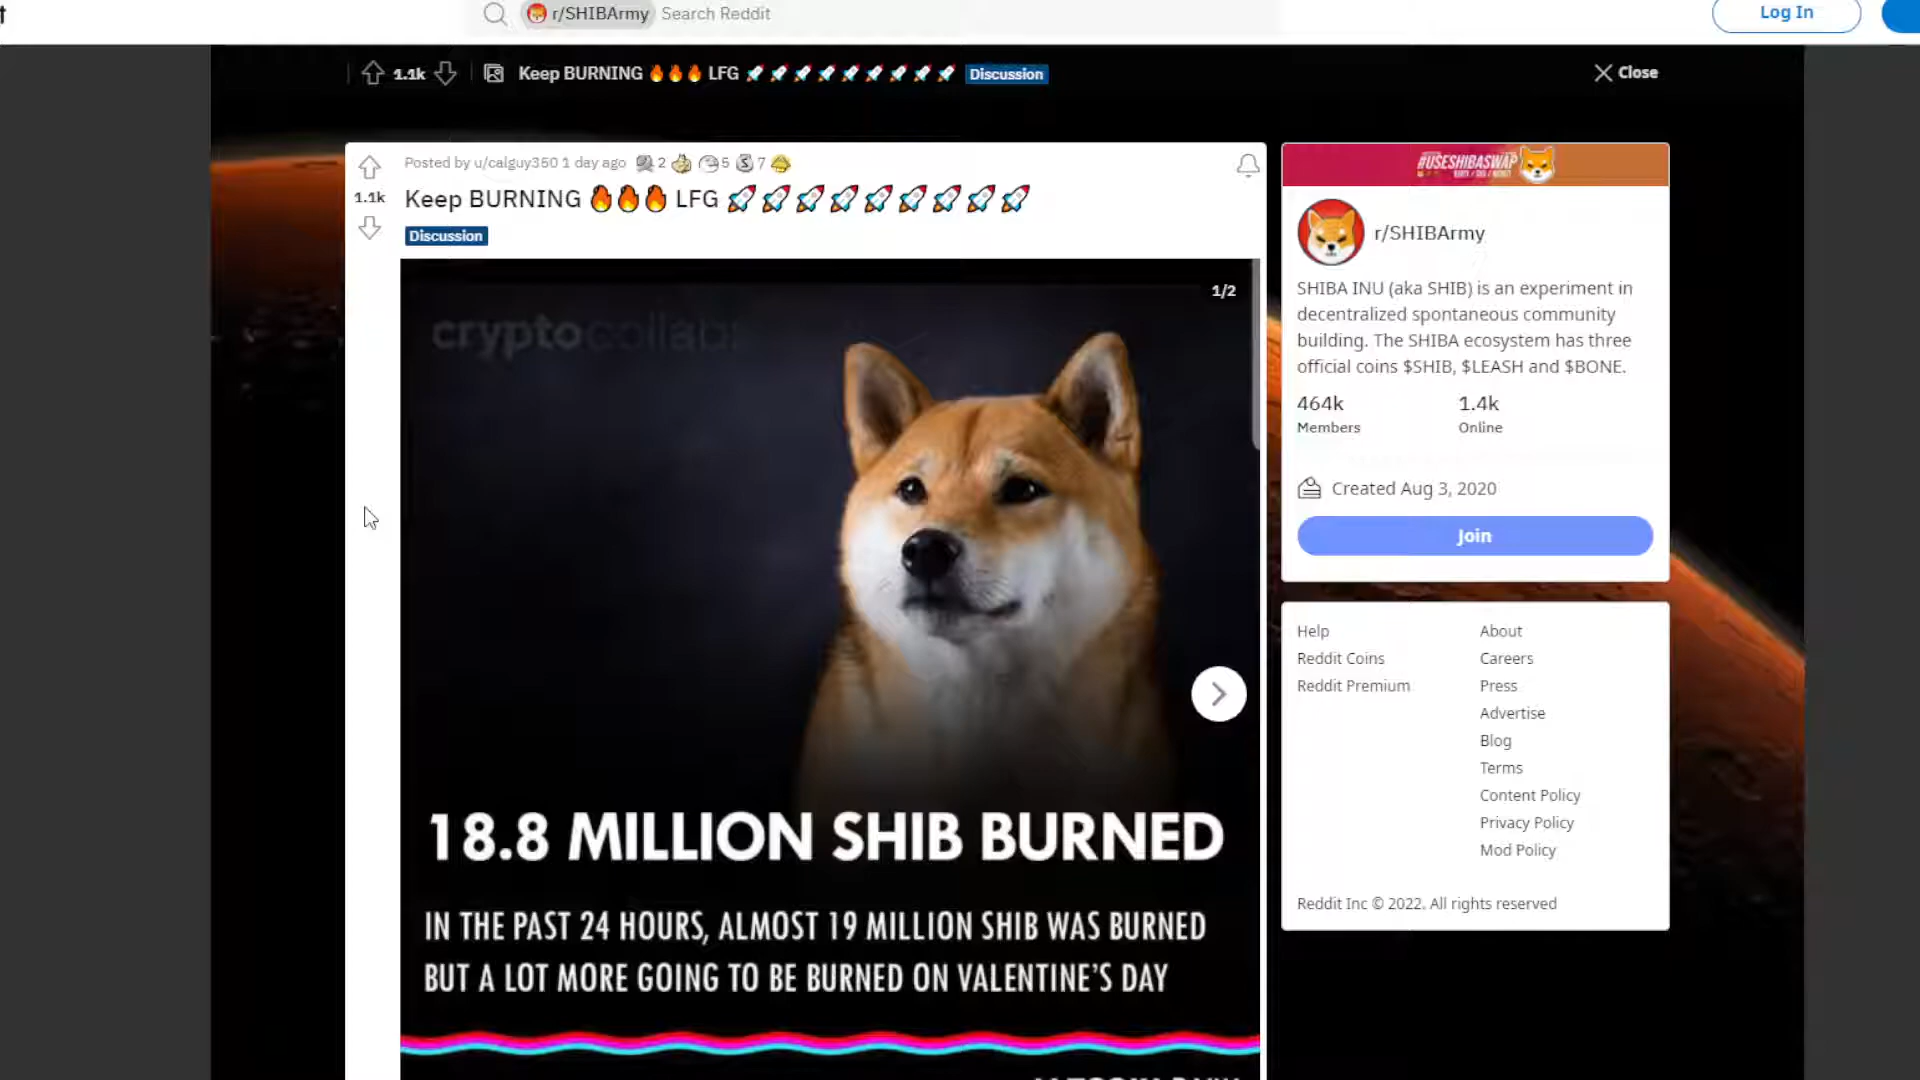 r/SHIBArmy Search Reddit
Log In
1.1k Keep BURNING 🔥🔥🔥 LFG 🚀🚀🚀🚀🚀🚀🚀🚀🚀 Discussion
Close
Posted by u/calguy350 1 day ago 2 5 7
1.1k
Keep BURNING 🔥🔥🔥 LFG 🚀🚀🚀🚀🚀🚀🚀🚀🚀
Discussion
1/2
cryptocollabs
18.8 MILLION SHIB BURNED
IN THE PAST 24 HOURS, ALMOST 19 MILLION SHIB WAS BURNED
BUT A LOT MORE GOING TO BE BURNED ON VALENTINE'S DAY
#USESHIBASWAP
r/SHIBArmy
SHIBA INU (aka SHIB) is an experiment in
decentralized spontaneous community
building. The SHIBA ecosystem has three
official coins $SHIB, $LEASH and $BONE.
464k 1.4k
Members Online
Created Aug 3, 2020
Join
Help About
Reddit Coins Careers
Reddit Premium Press
Advertise
Blog
Terms
Content Policy
Privacy Policy
Mod Policy
Reddit Inc © 2022. All rights reserved